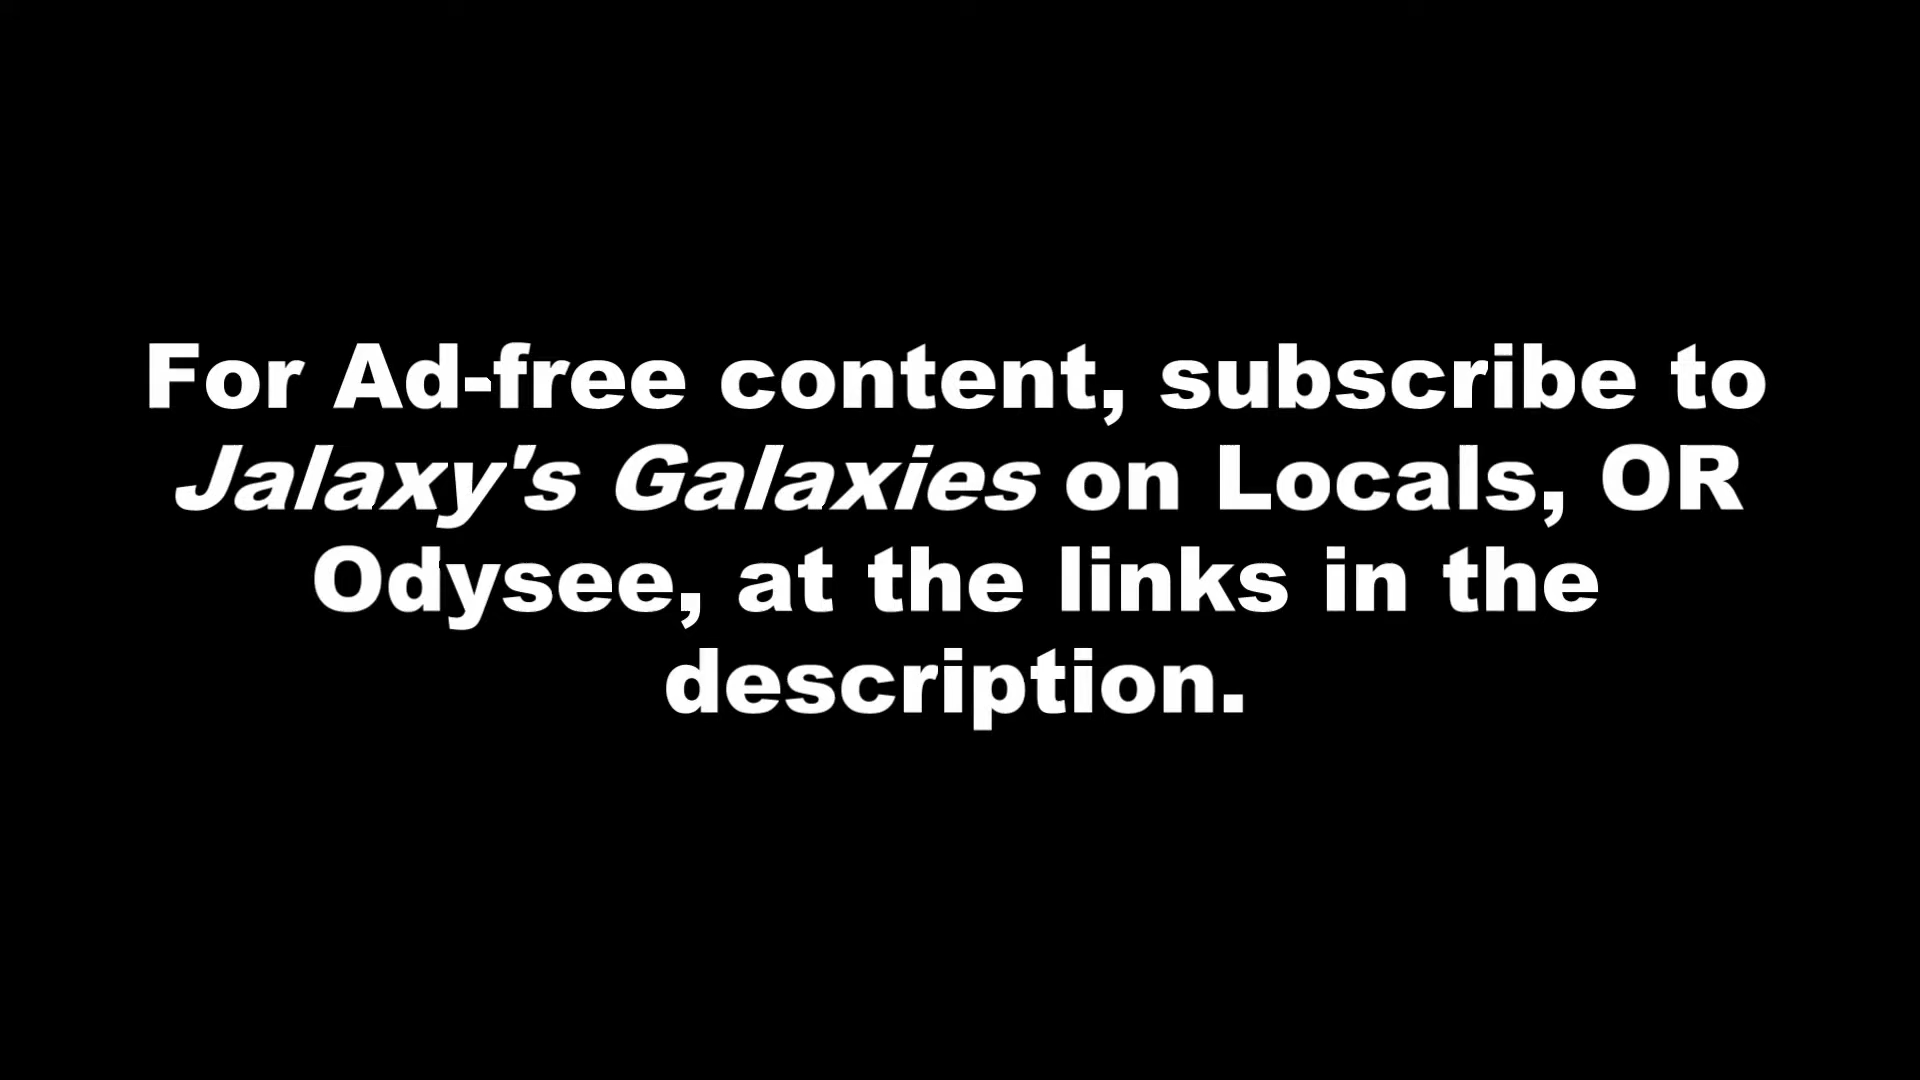 For Ad-free content, subscribe to
Jalaxy's Galaxies on Locals, OR
Odysee, at the links in the
description.